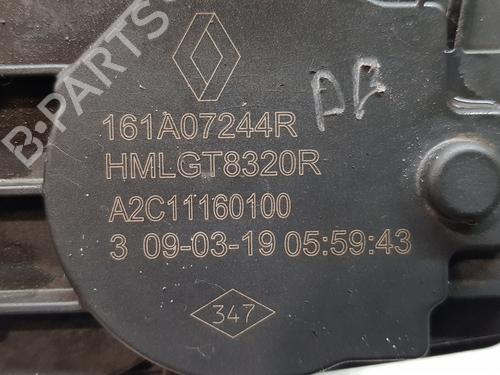 B-PARTS
161A07244R
HMLGT8320R
A2C11160100
3 09-03-19 05:59:43
347